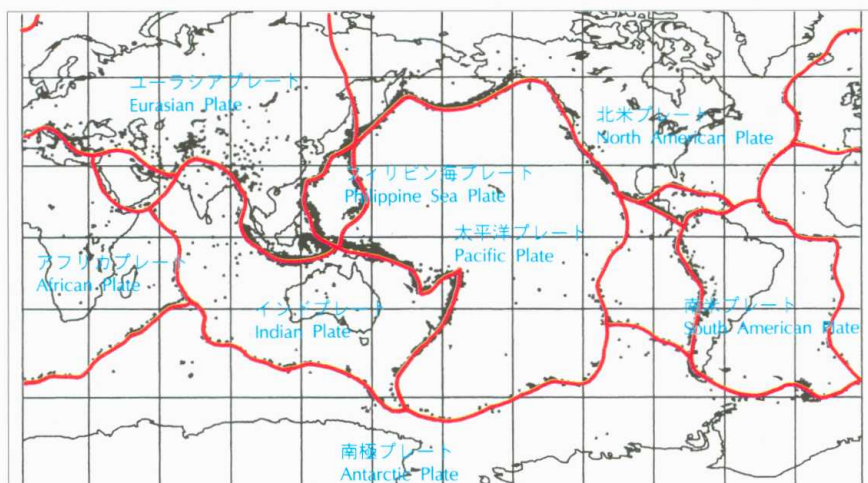 ユーラシアプレート
Eurasian Plate
北米プレート
North American Plate
フィリピン海プレート
Philippine Sea Plate
太平洋プレート
Pacific Plate
アフリカプレート
African Plate
インドプレート
Indian Plate
南米プレート
South American Plate
南極プレート
Antarctic Plate